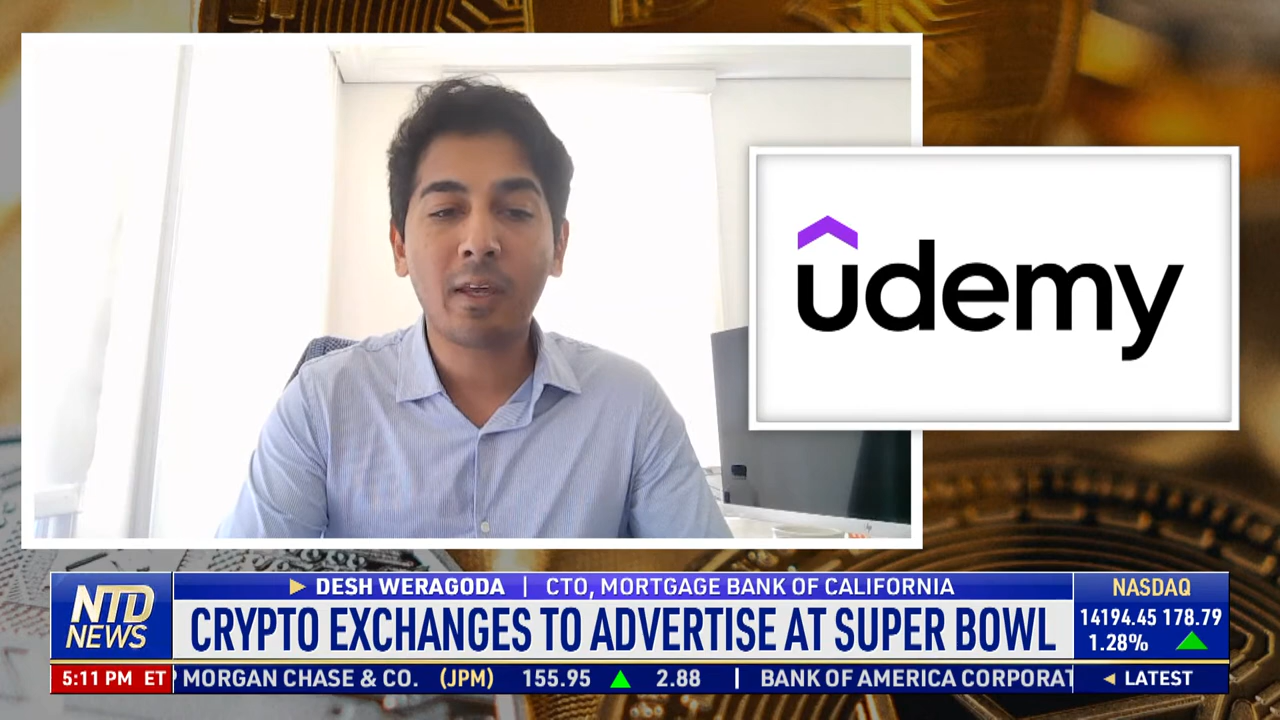 udemy
▶ DESH WERAGODA | CTO, MORTGAGE BANK OF CALIFORNIA
CRYPTO EXCHANGES TO ADVERTISE AT SUPER BOWL
NTD
NEWS
NASDAQ
14194.45 178.79
1.28% ▲
5:11 PM ET
MORGAN CHASE & CO. (JPM) 155.95 ▲ 2.88 | BANK OF AMERICA CORPORAT
◄ LATEST